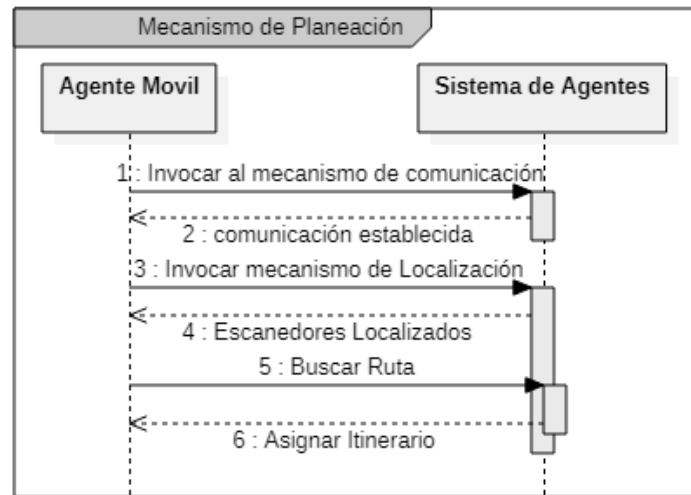 Mecanismo de Planeación
Agente Movil
Sistema de Agentes
1 : Invocar al mecanismo de comunicación
2 : comunicación establecida
3 : Invocar mecanismo de Localización
4 : Escanedores Localizados
5 : Buscar Ruta
6 : Asignar Itinerario